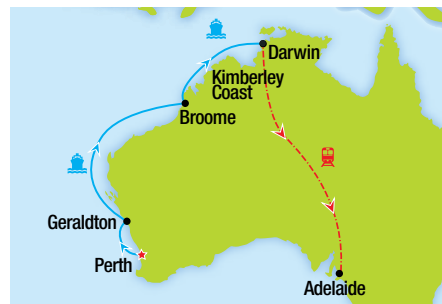 Darwin
Kimberley
Coast
Broome
Geraldton
Perth
Adelaide